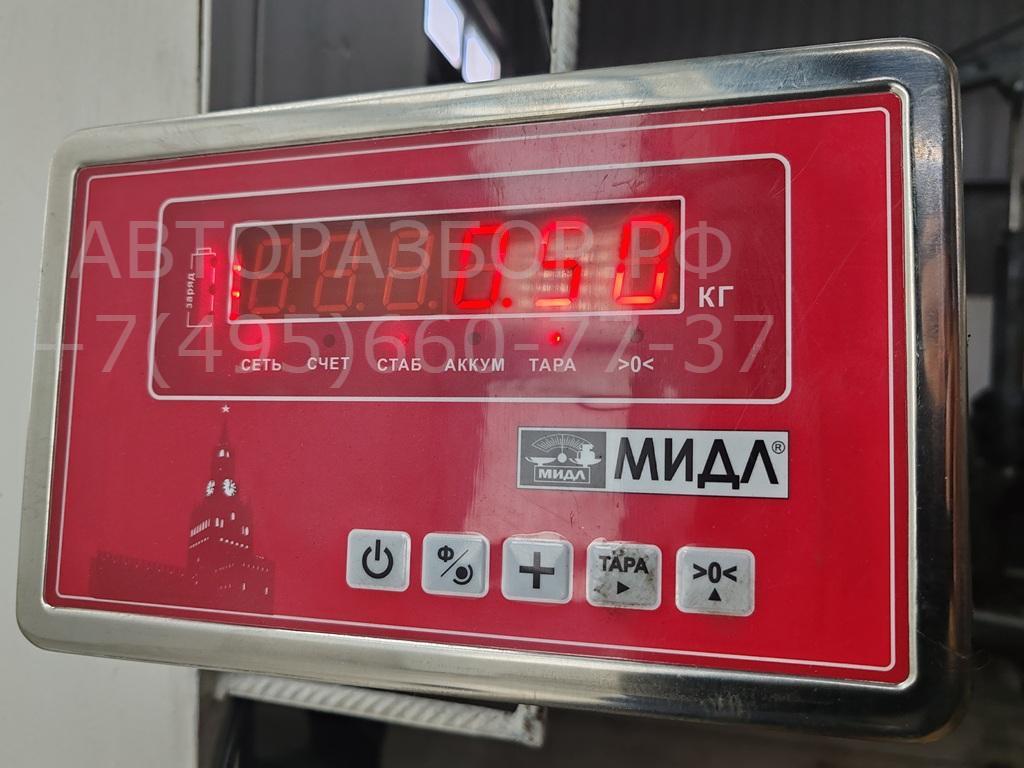 АВТОРАЗБОР.РФ
+7(495)660-77-37
заряд
0.50
КГ
СЕТЬ СЧЕТ СТАБ АККУМ ТАРА >0<
МИДЛ МИДЛ®
Ф/ + ТАРА >0<